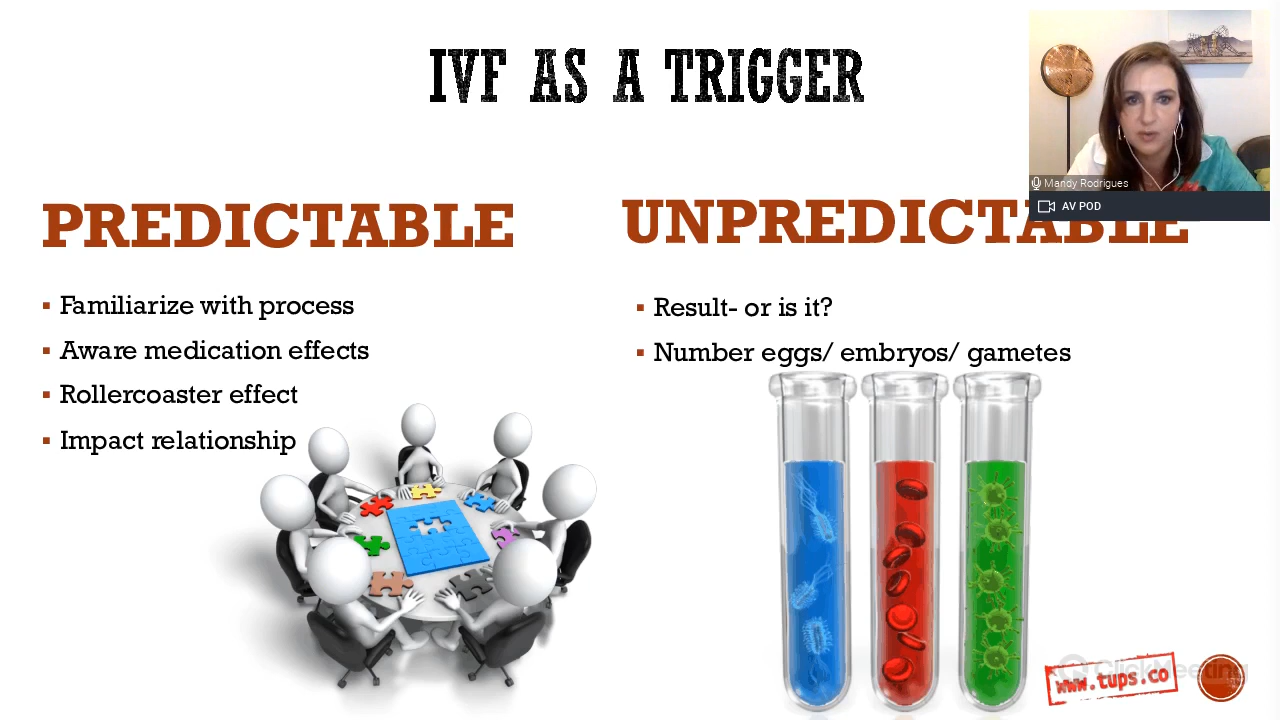 IVF AS A TRIGGER
Mandy Rodrigues
AV POD
PREDICTABLE
▪ Familiarize with process
▪ Aware medication effects
▪ Rollercoaster effect
▪ Impact relationship
UNPREDICTABLE
▪ Result- or is it?
▪ Number eggs/ embryos/ gametes
www.tups.co
ClickMeeting